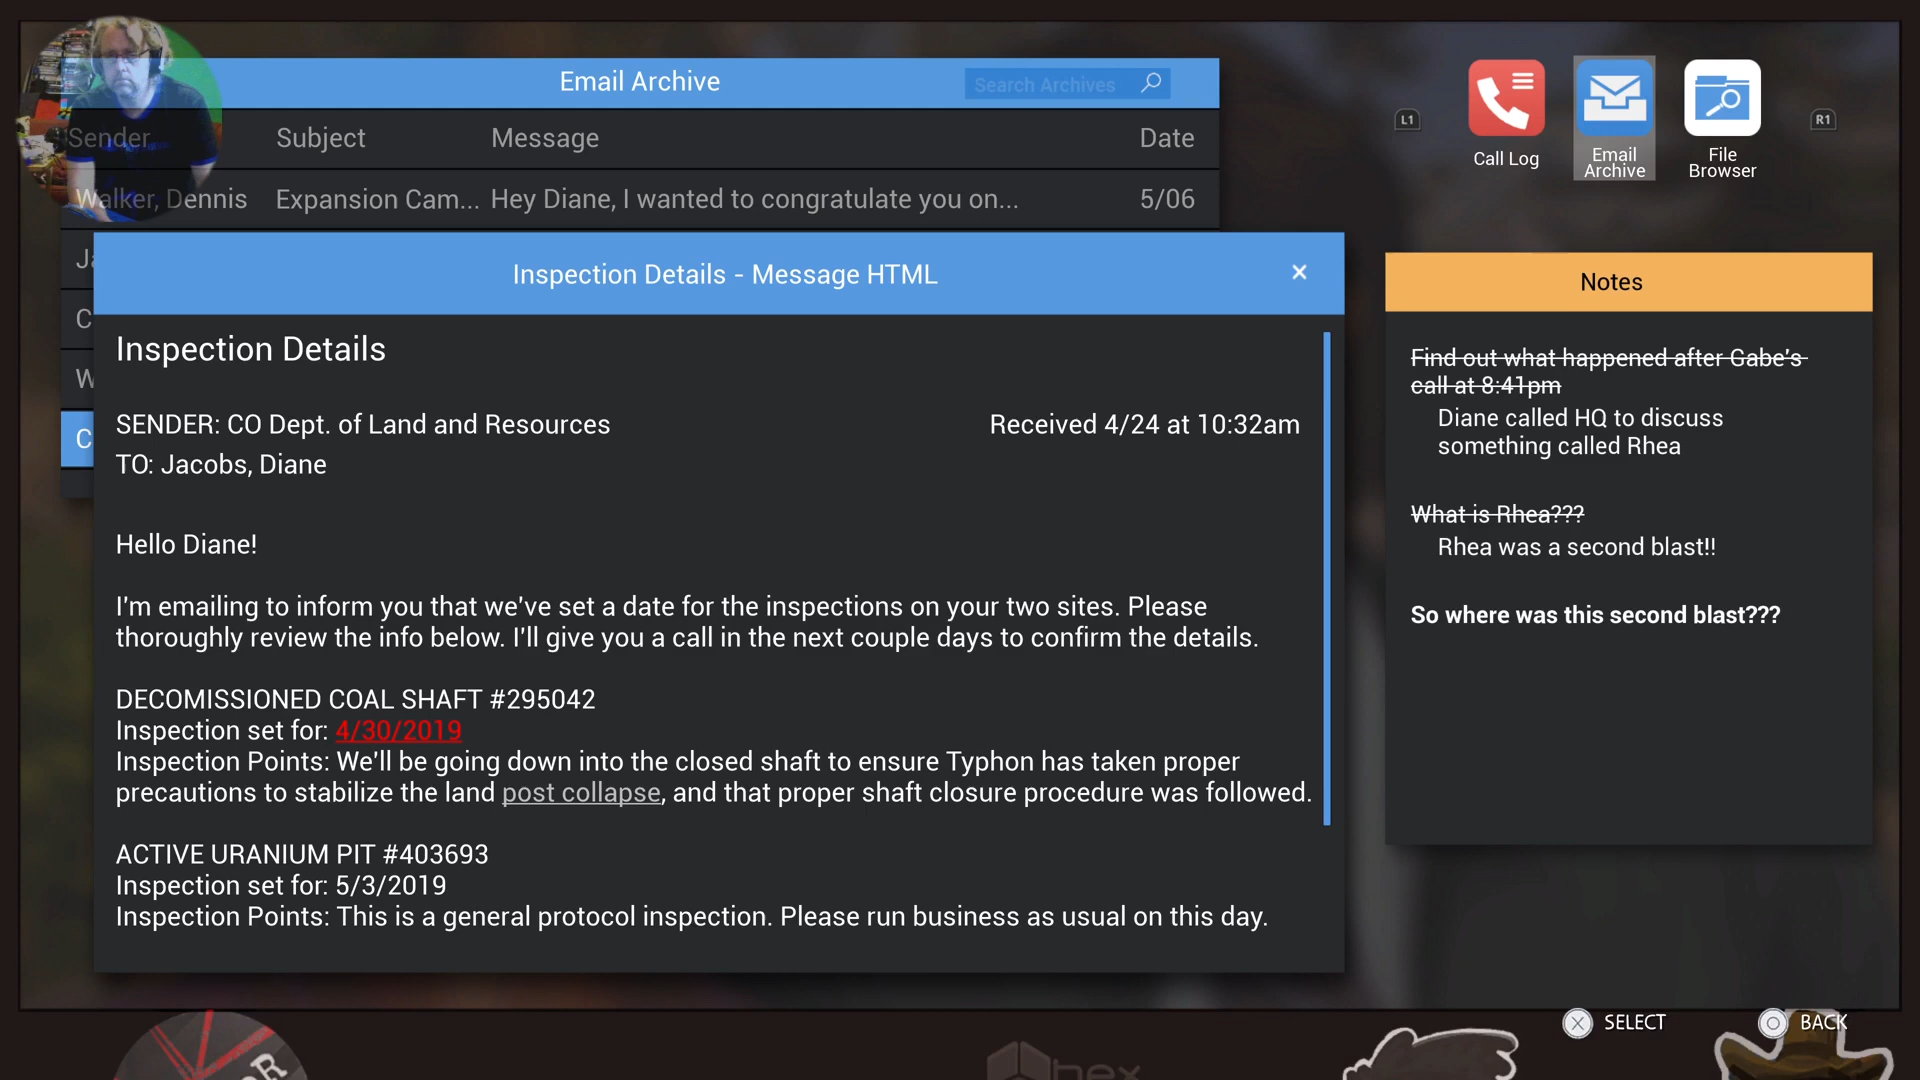 Email Archive
Search Archives
Sender Subject Message Date
Walker, Dennis Expansion Cam... Hey Diane, I wanted to congratulate you on... 5/06
Ja
C
W
C
Inspection Details - Message HTML
×
Inspection Details
SENDER: CO Dept. of Land and Resources Received 4/24 at 10:32am
TO: Jacobs, Diane
Hello Diane!
I'm emailing to inform you that we've set a date for the inspections on your two sites. Please
thoroughly review the info below. I'll give you a call in the next couple days to confirm the details.
DECOMISSIONED COAL SHAFT #295042
Inspection set for: 4/30/2019
Inspection Points: We'll be going down into the closed shaft to ensure Typhon has taken proper
precautions to stabilize the land post collapse, and that proper shaft closure procedure was followed.
ACTIVE URANIUM PIT #403693
Inspection set for: 5/3/2019
Inspection Points: This is a general protocol inspection. Please run business as usual on this day.
L1
Call Log
Email
Archive
File
Browser
R1
Notes
Find out what happened after Gabe's
call at 8:41pm
Diane called HQ to discuss
something called Rhea
What is Rhea???
Rhea was a second blast!!
So where was this second blast???
SELECT
BACK
hex